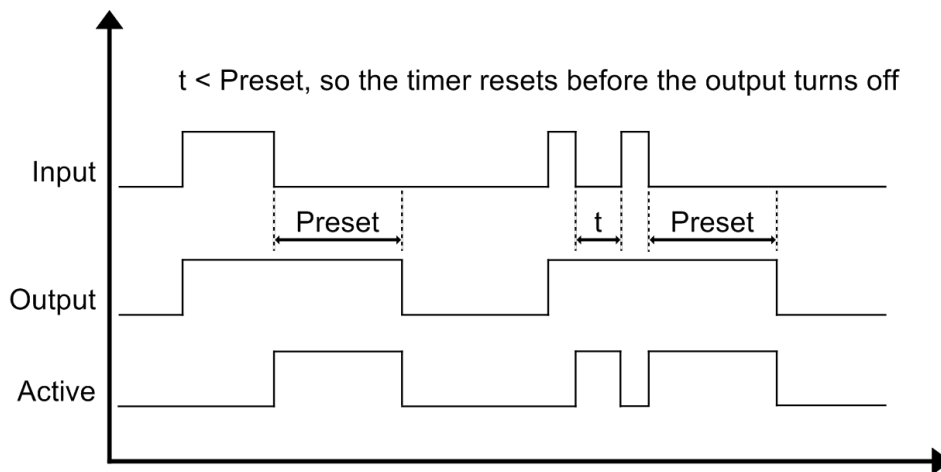 t < Preset, so the timer resets before the output turns off
Input
Preset
t
Preset
Output
Active